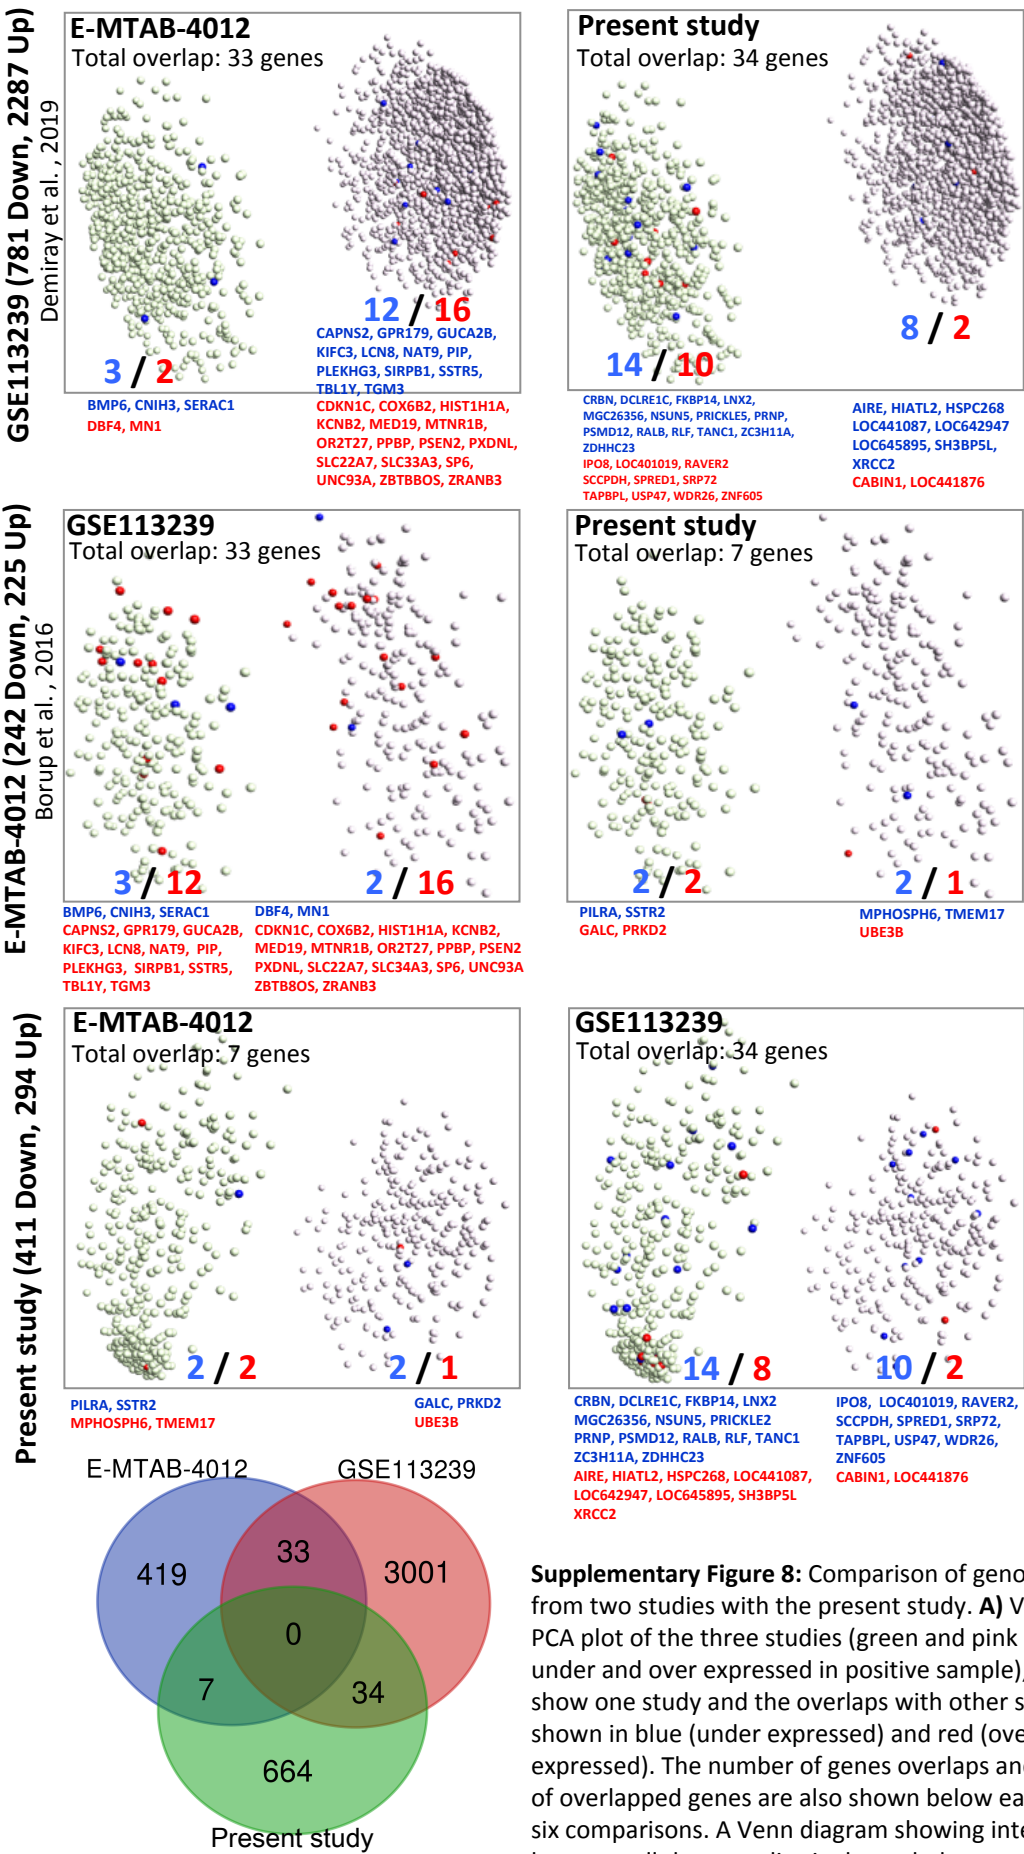 GSE113239 (781 Down, 2287 Up)
Demiray et al., 2019
E-MTAB-4012
Total overlap: 33 genes
3 / 2
BMP6, CNIH3, SERAC1
DBF4, MN1
12 / 16
CAPNS2, GPR179, GUCA2B,
KIFC3, LCN8, NAT9, PIP,
PLEKHG3, SIRPB1, SSTR5,
TBL1Y, TGM3
CDKN1C, COX6B2, HIST1H1A,
KCNB2, MED19, MTNR1B,
OR2T27, PPBP, PSEN2, PXDNL,
SLC22A7, SLC33A3, SP6,
UNC93A, ZBTBBOS, ZRANB3
Present study
Total overlap: 34 genes
14 / 10
CRBN, DCLRE1C, FKBP14, LNX2,
MGC26356, NSUN5, PRICKLE5, PRNP,
PSMD12, RALB, RLF, TANC1, ZC3H11A,
ZDHHC23
IPO8, LOC401019, RAVER2
SCCPDH, SPRED1, SRP72
TAPBPL, USP47, WDR26, ZNF605
8 / 2
AIRE, HIATL2, HSPC268
LOC441087, LOC642947
LOC645895, SH3BP5L,
XRCC2
CABIN1, LOC441876
E-MTAB-4012 (242 Down, 225 Up)
Borup et al., 2016
GSE113239
Total overlap: 33 genes
3 / 12
BMP6, CNIH3, SERAC1
CAPNS2, GPR179, GUCA2B,
KIFC3, LCN8, NAT9, PIP,
PLEKHG3, SIRPB1, SSTR5,
TBL1Y, TGM3
2 / 16
DBF4, MN1
CDKN1C, COX6B2, HIST1H1A, KCNB2,
MED19, MTNR1B, OR2T27, PPBP, PSEN2
PXDNL, SLC22A7, SLC34A3, SP6, UNC93A
ZBTB8OS, ZRANB3
Present study
Total overlap: 7 genes
2 / 2
PILRA, SSTR2
GALC, PRKD2
2 / 1
MPHOSPH6, TMEM17
UBE3B
Present study (411 Down, 294 Up)
E-MTAB-4012
Total overlap: 7 genes
2 / 2
PILRA, SSTR2
MPHOSPH6, TMEM17
2 / 1
GALC, PRKD2
UBE3B
GSE113239
Total overlap: 34 genes
14 / 8
CRBN, DCLRE1C, FKBP14, LNX2
MGC26356, NSUN5, PRICKLE2
PRNP, PSMD12, RALB, RLF, TANC1
ZC3H11A, ZDHHC23
AIRE, HIATL2, HSPC268, LOC441087,
LOC642947, LOC645895, SH3BP5L
XRCC2
10 / 2
IPO8, LOC401019, RAVER2,
SCCPDH, SPRED1, SRP72,
TAPBPL, USP47, WDR26,
ZNF605
CABIN1, LOC441876
E-MTAB-4012
GSE113239
419
33
3001
0
7
34
664
Present study
Supplementary Figure 8: Comparison of geno
from two studies with the present study. A) V
PCA plot of the three studies (green and pink
under and over expressed in positive sample),
show one study and the overlaps with other s
shown in blue (under expressed) and red (ove
expressed). The number of genes overlaps an
of overlapped genes are also shown below ea
six comparisons. A Venn diagram showing inte